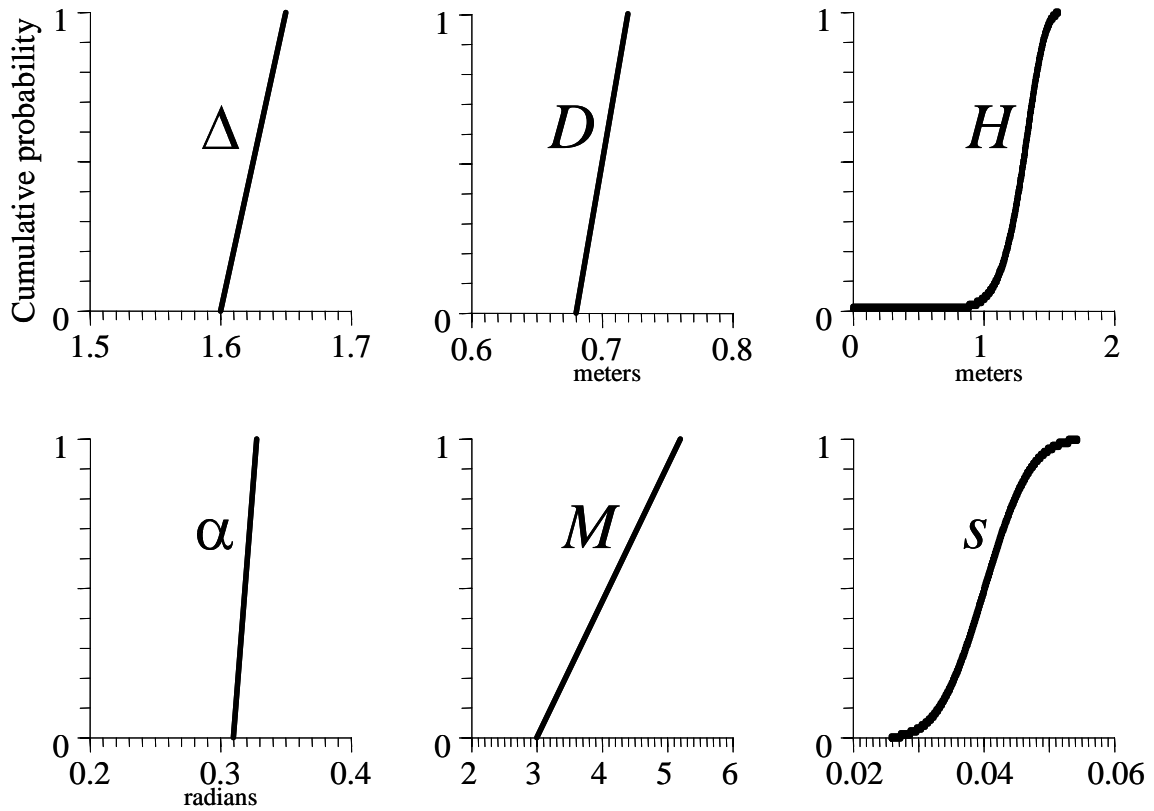 Cumulative probability
1
Δ
0
1.5 1.6 1.7
1
D
0
0.6 0.7 0.8
meters
1
H
0
0 1 2
meters
1
α
0
0.2 0.3 0.4
radians
1
M
0
2 3 4 5 6
1
s
0
0.02 0.04 0.06